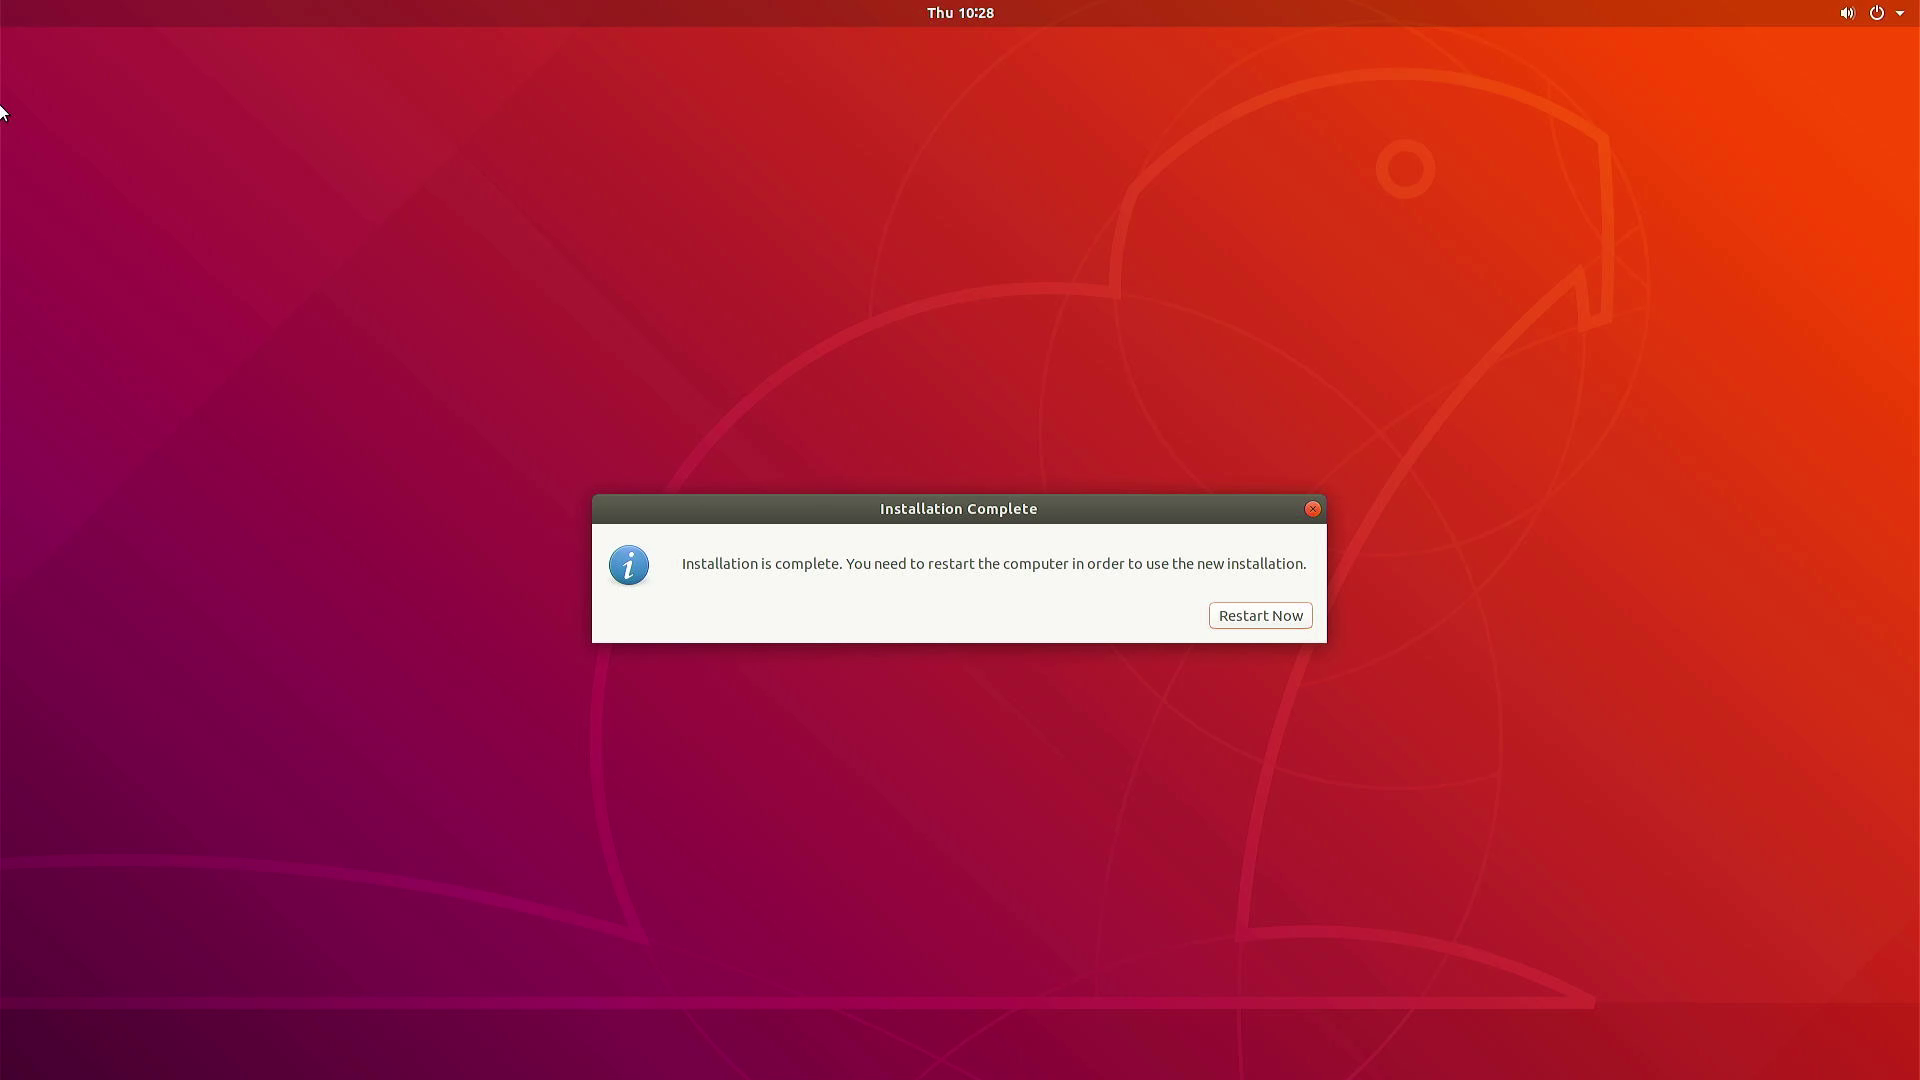 Thu 10:28
Installation Complete
Installation is complete. You need to restart the computer in order to use the new installation.
Restart Now